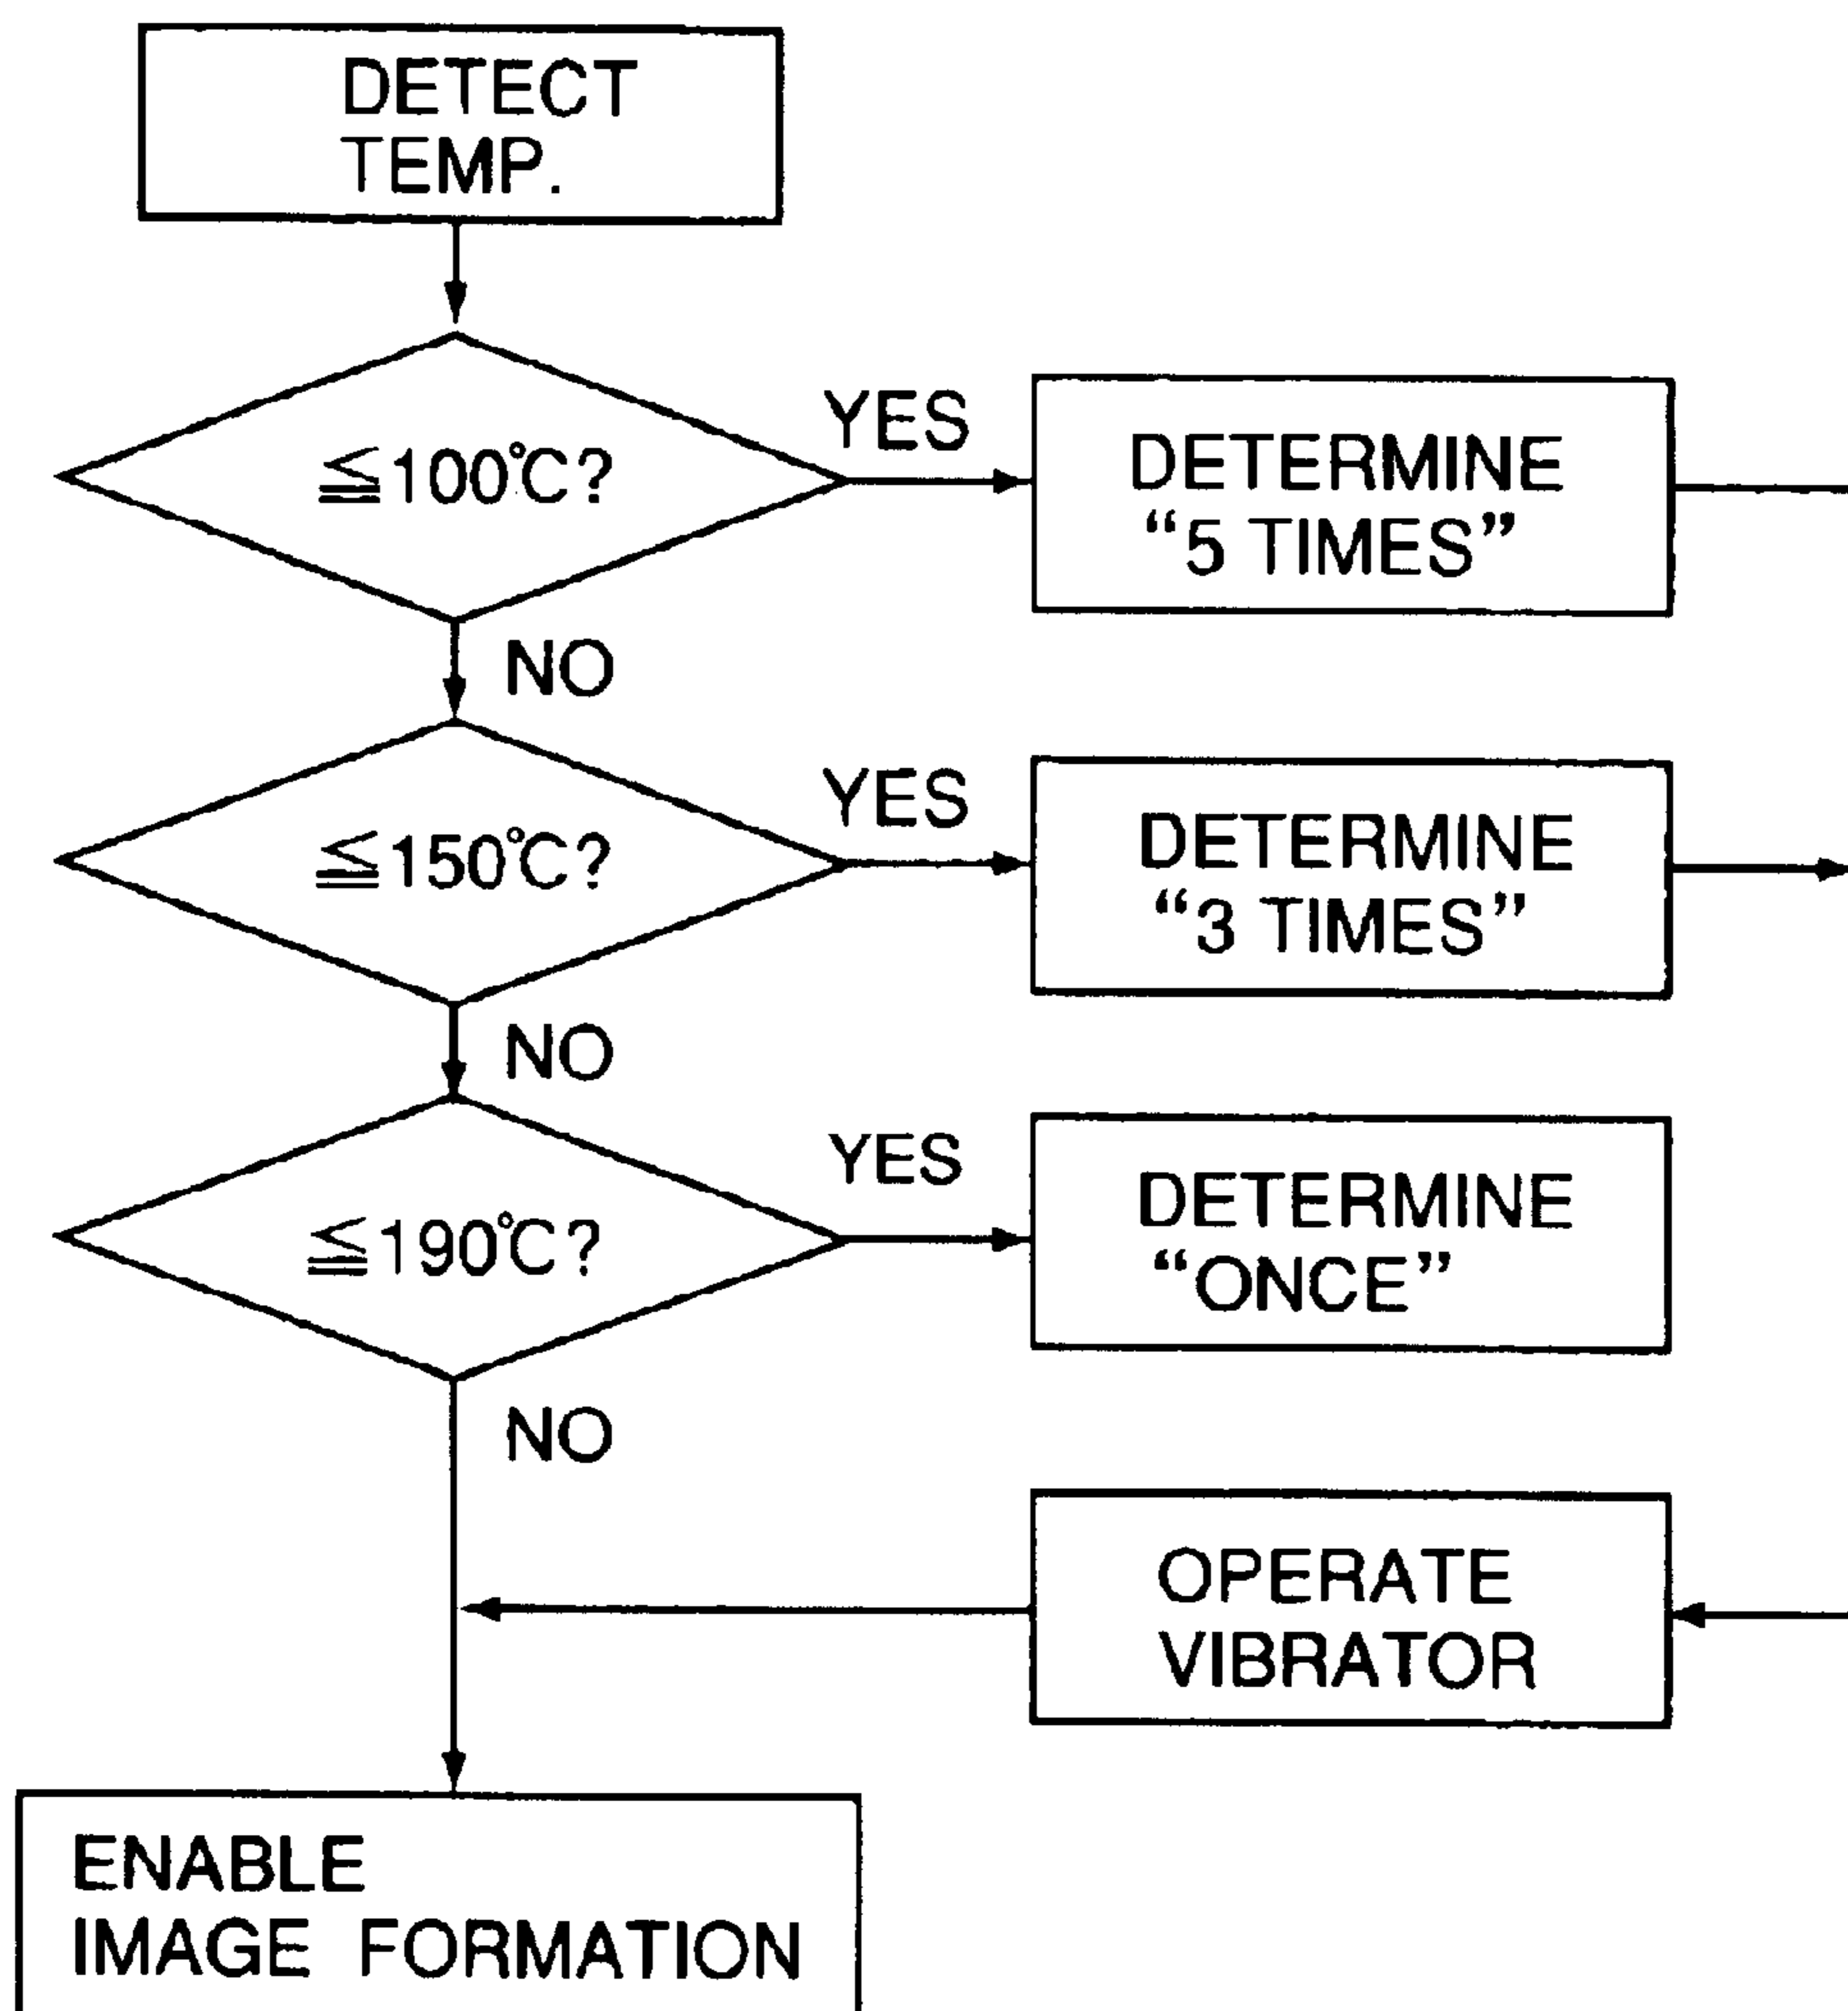 DETECT
TEMP.
≦100°C?
YES
DETERMINE
“5 TIMES”
NO
≦150°C?
YES
DETERMINE
“3 TIMES”
NO
≦190°C?
YES
DETERMINE
“ONCE”
NO
OPERATE
VIBRATOR
ENABLE
IMAGE FORMATION